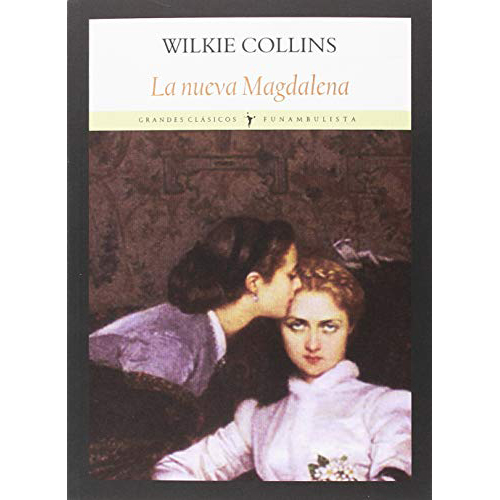 WILKIE COLLINS
La nueva Magdalena
GRANDES CLÁSICOS FUNAMBULISTA